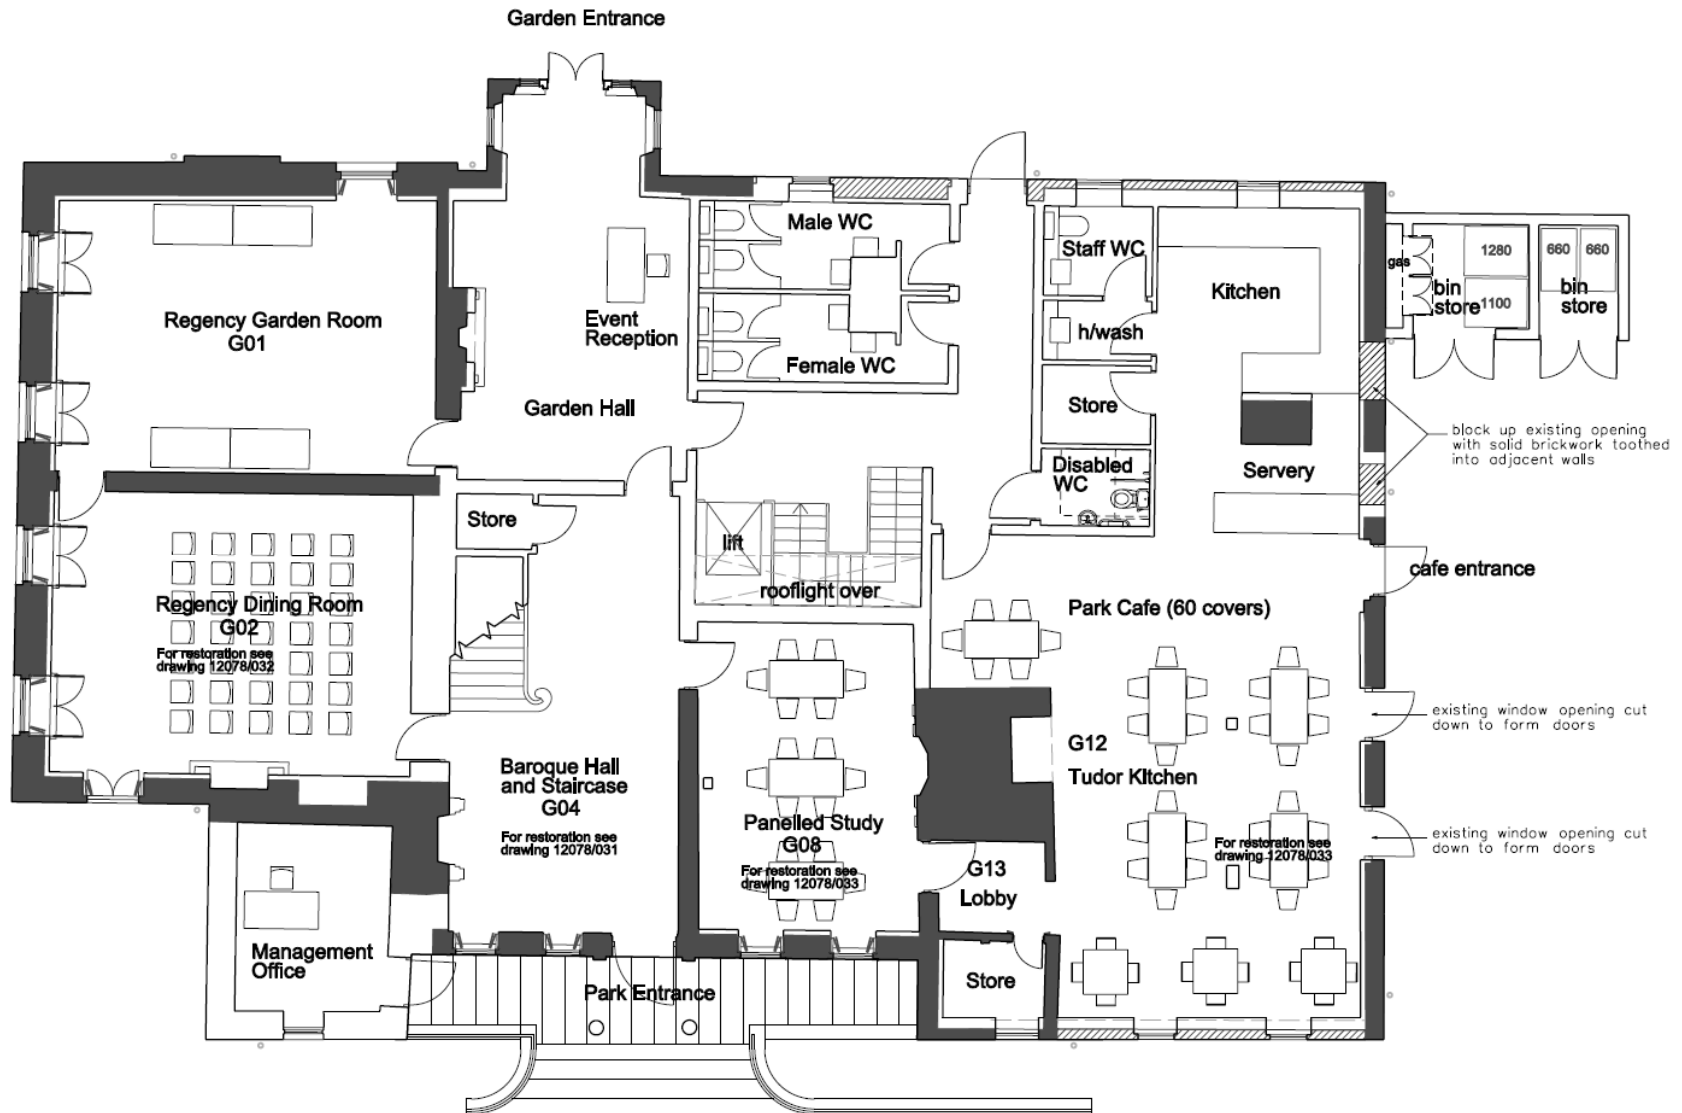 Garden Entrance
Male WC
Staff WC
Kitchen
gas
1280
bin
store
1100
660 660
bin
store
Regency Garden Room
G01
Event
Reception
h/wash
Female WC
Garden Hall
Store
block up existing opening
with solid brickwork toothed
into adjacent walls
Disabled
WC
Servery
Store
lift
rooflight over
cafe entrance
Regency Dining Room
G02
For restoration see
drawing 12078/032
Park Cafe (60 covers)
existing window opening cut
down to form doors
G12
Tudor Kitchen
Baroque Hall
and Staircase
G04
For restoration see
drawing 12078/031
Panelled Study
G08
For restoration see
drawing 12078/033
existing window opening cut
down to form doors
For restoration see
drawing 12078/033
G13
Lobby
Management
Office
Park Entrance
Store